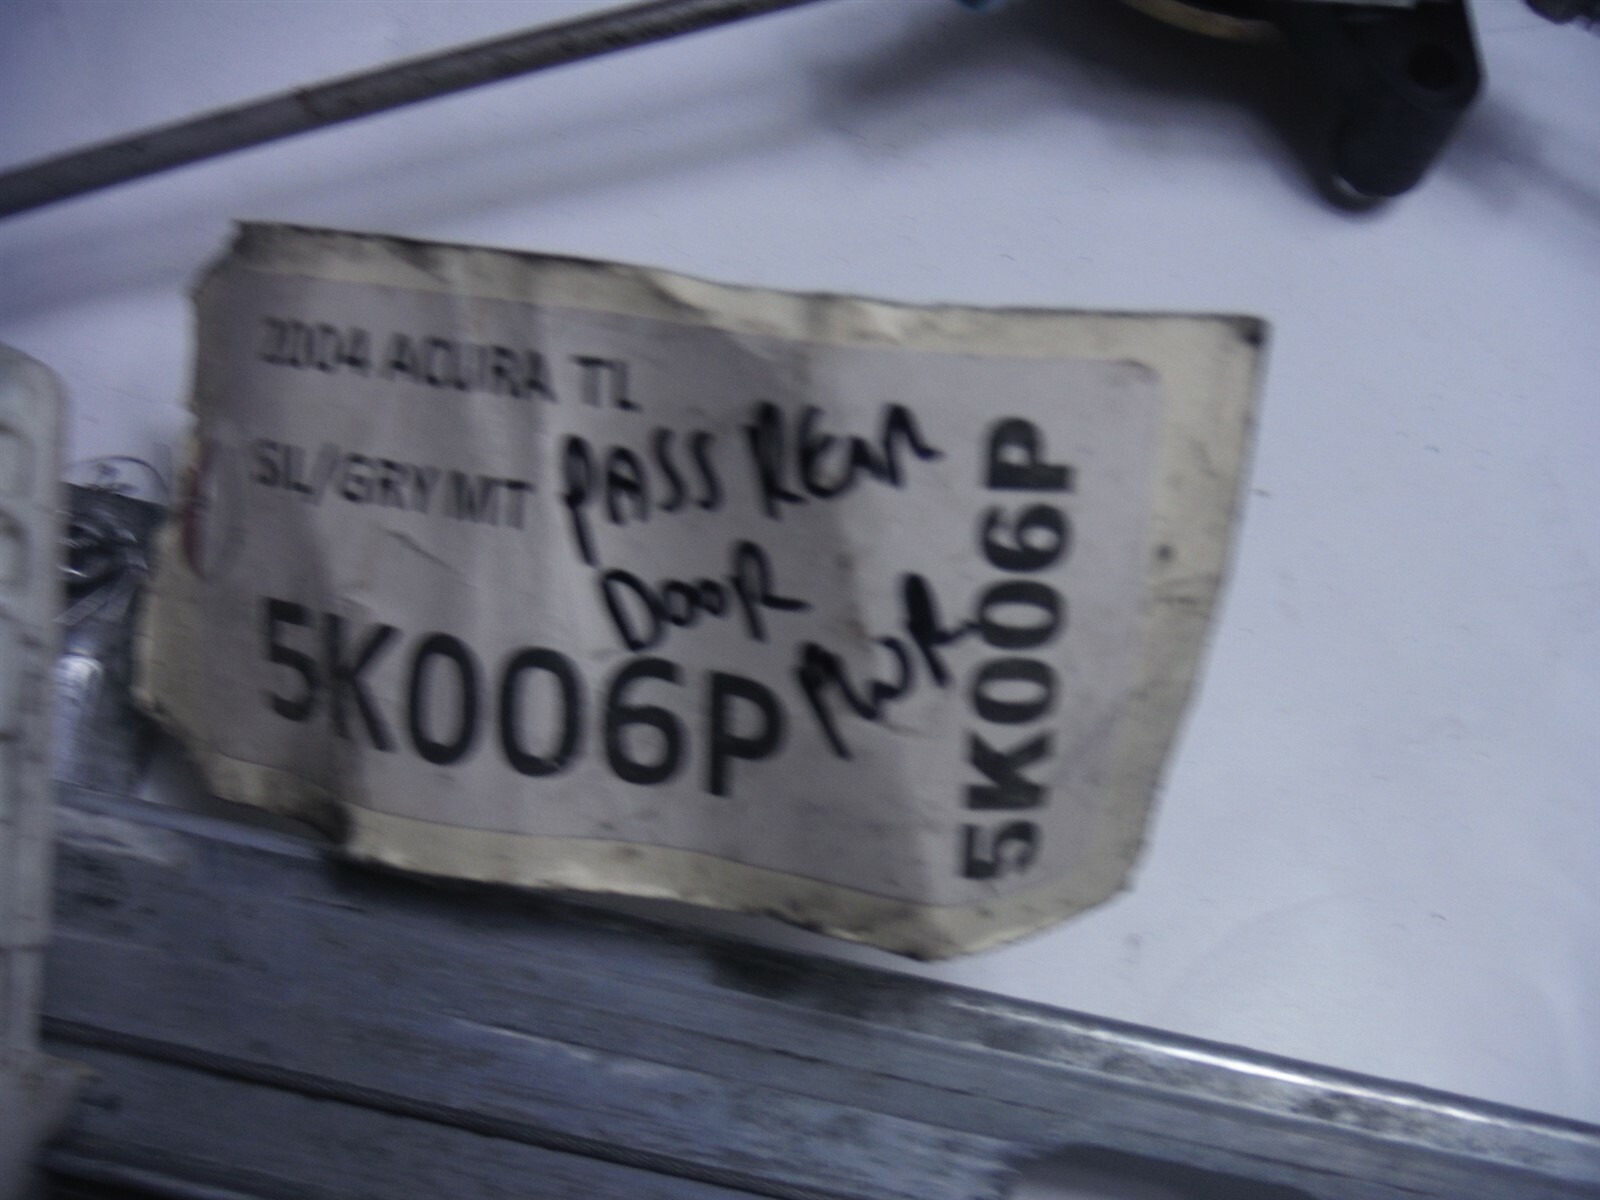 2004 ACURA TL
SL/GRY MT
PASS REAR
DOOR
5K006P
5K006P